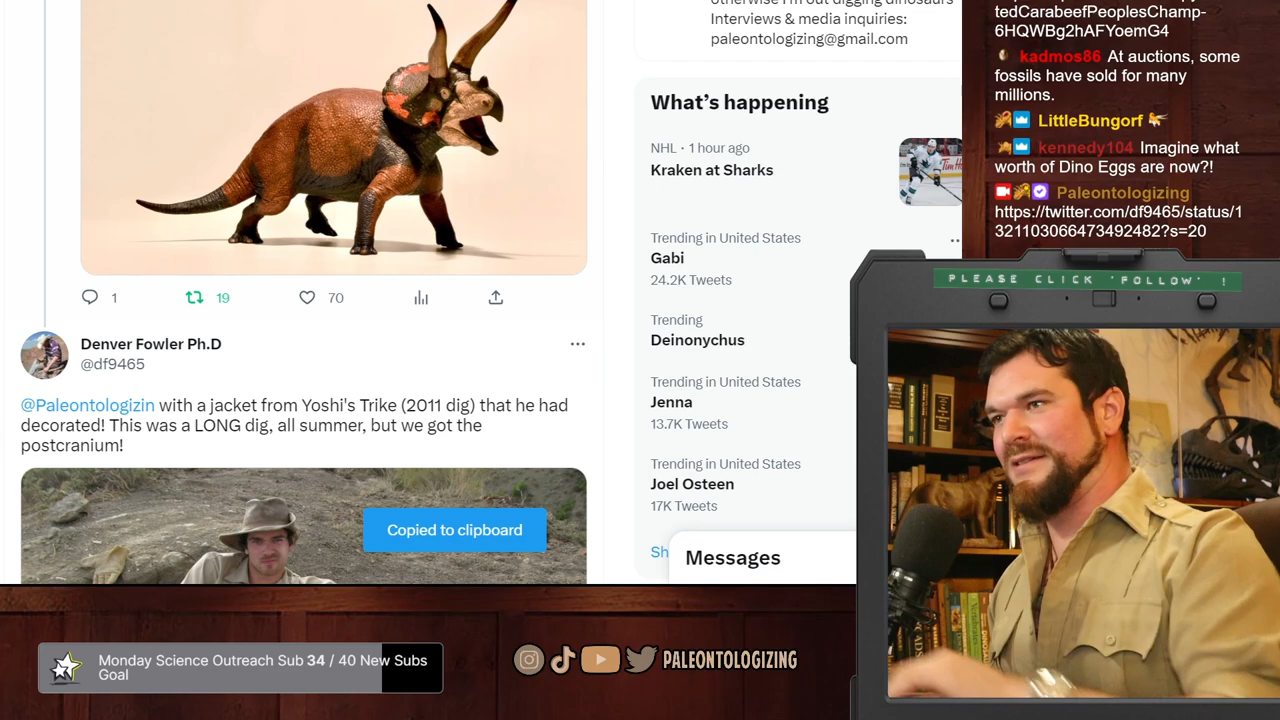 otherwise I'm out digging dinosaurs
Interviews & media inquiries:
paleontologizing@gmail.com
What's happening
NHL · 1 hour ago
Kraken at Sharks
Trending in United States
Gabi
24.2K Tweets
Trending
Deinonychus
Trending in United States
Jenna
13.7K Tweets
Trending in United States
Joel Osteen
17K Tweets
Sh
Messages
1
19
70
Denver Fowler Ph.D
@df9465
@Paleontologizin with a jacket from Yoshi's Trike (2011 dig) that he had
decorated! This was a LONG dig, all summer, but we got the
postcranium!
Copied to clipboard
tedCarabeefPeoplesChamp-
6HQWBg2hAFYoemG4
kadmos86 At auctions, some
fossils have sold for many
millions.
LittleBungorf
kennedy104 Imagine what
worth of Dino Eggs are now?!
Paleontologizing
https://twitter.com/df9465/status/1
321103066473492482?s=20
PLEASE CLICK 'FOLLOW' !
Monday Science Outreach Sub 34 / 40 New Subs
Goal
PALEONTOLOGIZING